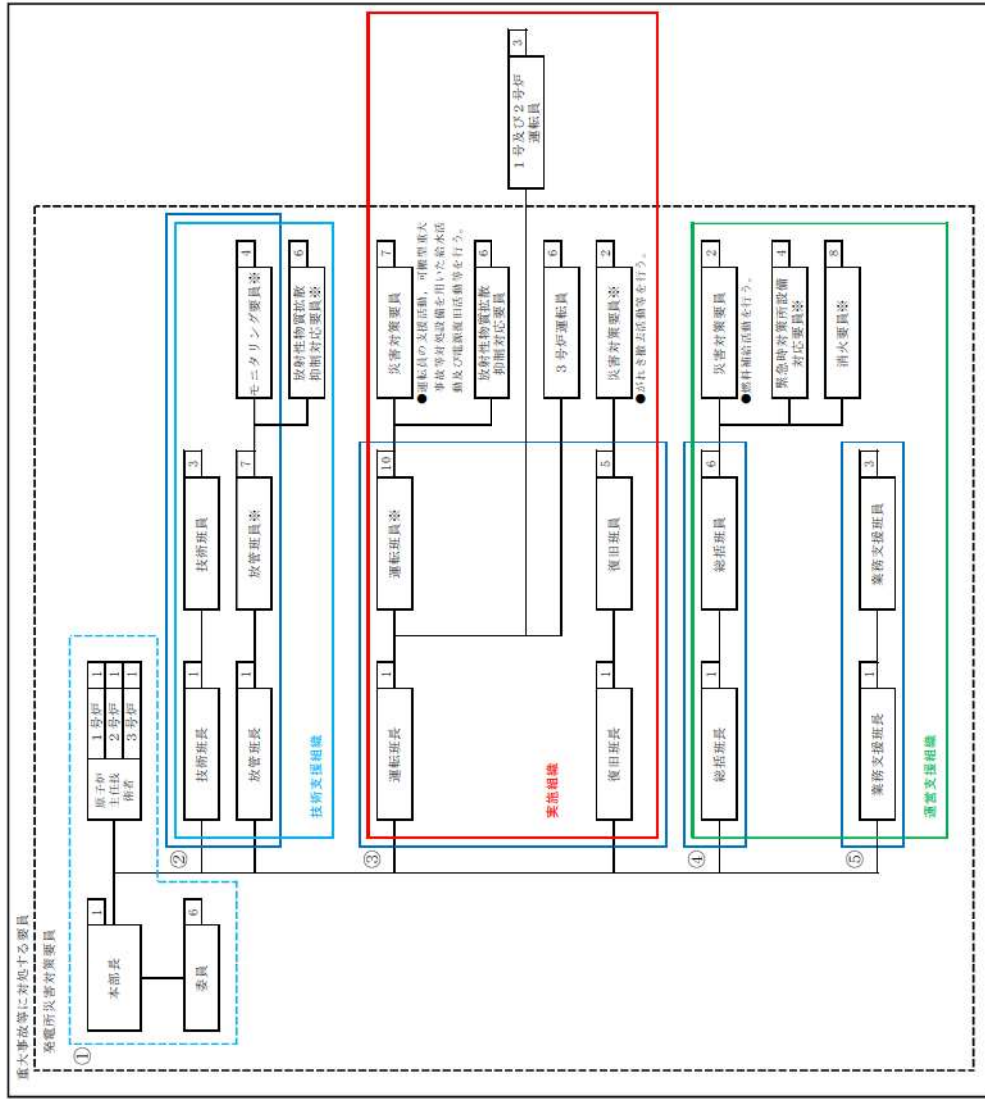 重大事故等に対処する要員
発電所災害対策要員
①
本部長
1
委員
6
原子炉
主任技
術者
1号炉
1
2号炉
1
3号炉
1
②
技術班長
1
技術班員
3
放管班長
1
放管班員※
7
モニタリング要員※
4
放射性物質拡散
抑制対応要員※
6
技術支援組織
③
運転班長
1
運転班員※
10
災害対策要員
7
●運転員の支援活動,可搬型重大
事故等対処設備を用いた給水活
動及び電源復旧活動等を行う。
放射性物質拡散
抑制対応要員
6
3号炉運転員
6
1号及び2号炉
運転員
3
実施組織
復旧班長
1
復旧班員
5
災害対策要員※
2
●がれき撤去活動等を行う。
④
総括班長
1
総括班員
6
災害対策要員
2
●燃料補給活動を行う。
緊急時対策所設備
対応要員※
4
消火要員※
8
⑤
業務支援班長
1
業務支援班員
3
運営支援組織